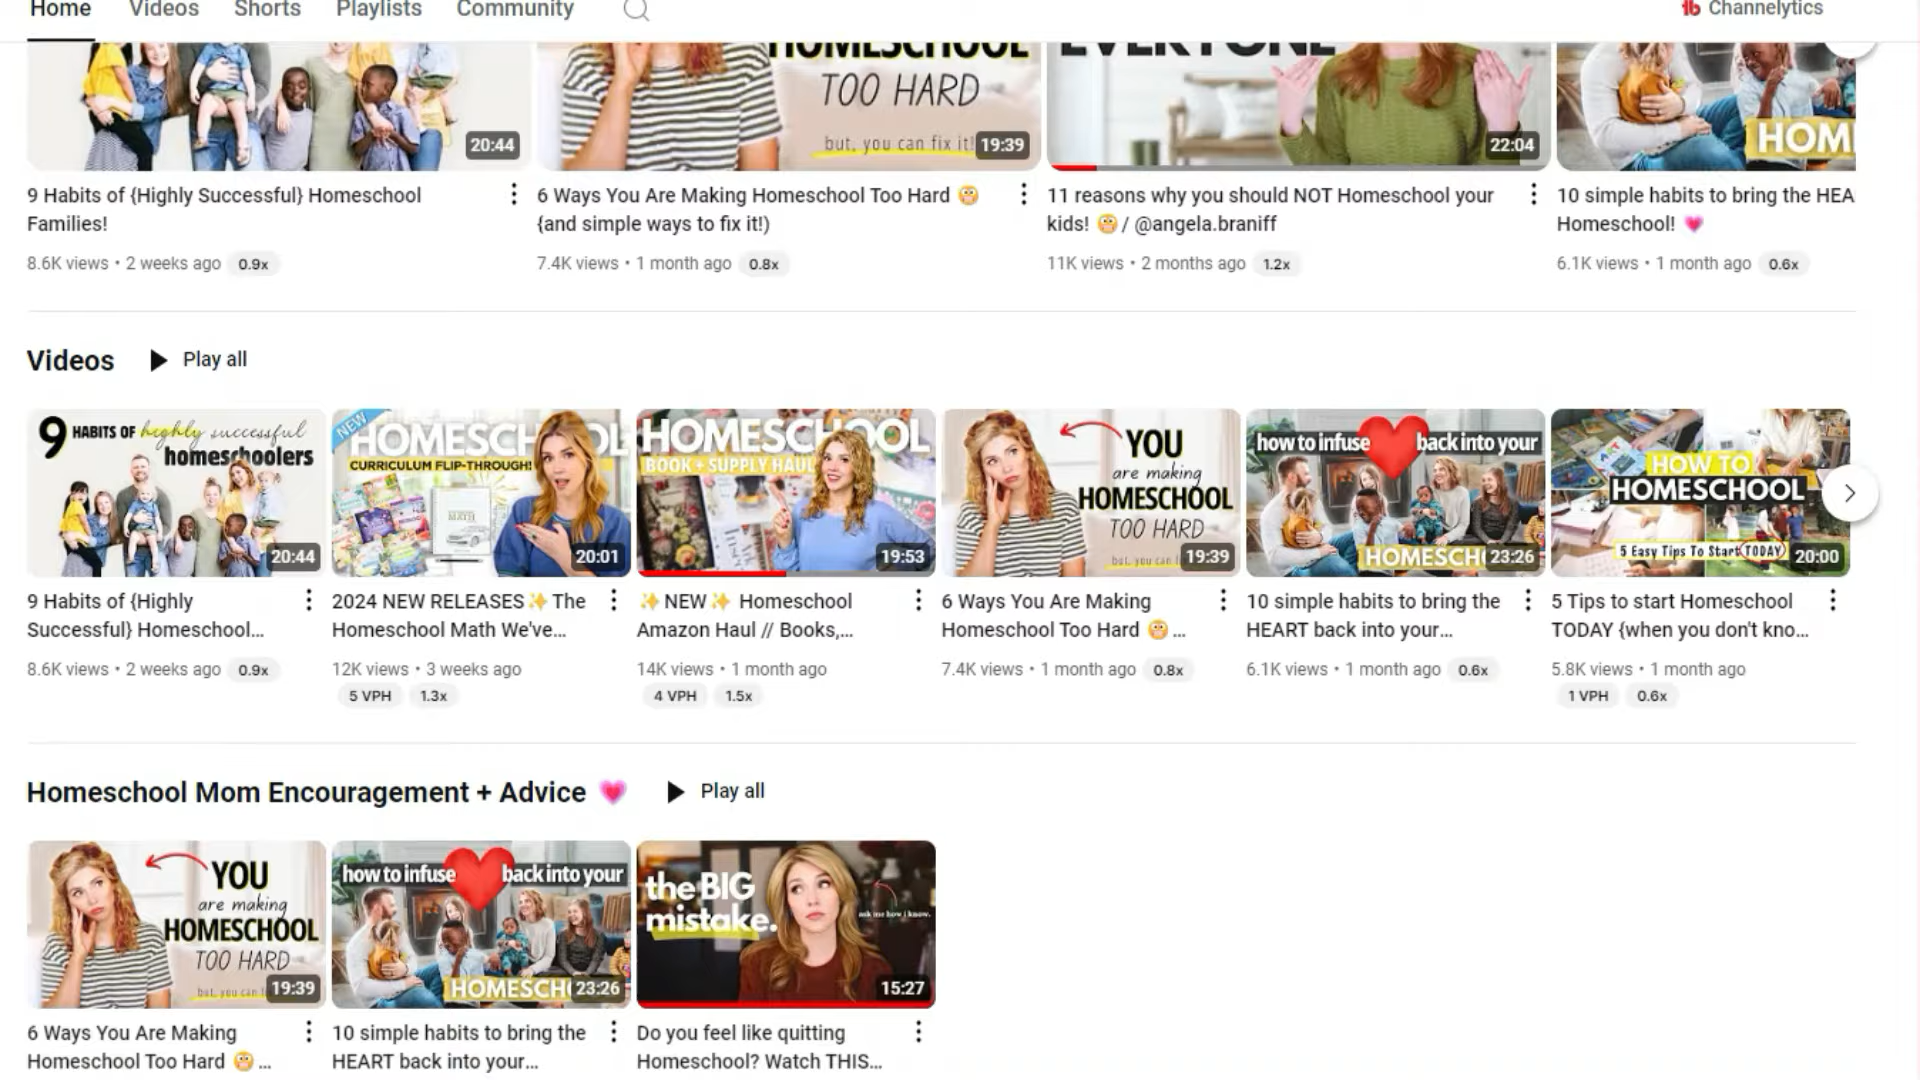 Home Videos Shorts Playlists Community
Channelytics
HOMESCHOOL
TOO HARD
but, you can fix it!
EVERYONE
HOM
20:44
19:39
22:04
9 Habits of {Highly Successful} Homeschool
Families!
8.6K views • 2 weeks ago 0.9x
6 Ways You Are Making Homeschool Too Hard 😳
{and simple ways to fix it!)
7.4K views • 1 month ago 0.8x
11 reasons why you should NOT Homeschool your
kids! 😳 / @angela.braniff
11K views • 2 months ago 1.2x
10 simple habits to bring the HEA
Homeschool! 💗
6.1K views • 1 month ago 0.6x
Videos Play all
9 HABITS OF highly successful
homeschoolers
20:44
NEW
HOMESCHOOL
CURRICULUM FLIP-THROUGH!
MATH
20:01
HOMESCHOOL
BOOK + SUPPLY HAUL
19:53
YOU
are making
HOMESCHOOL
TOO HARD
but, you can
19:39
how to infuse back into your
HOMESCH
23:26
HOW TO
HOMESCHOOL
5 Easy Tips To Start TODAY
20:00
9 Habits of {Highly
Successful} Homeschool...
8.6K views • 2 weeks ago 0.9x
2024 NEW RELEASES✨ The
Homeschool Math We've...
12K views • 3 weeks ago
5 VPH 1.3x
✨NEW✨ Homeschool
Amazon Haul // Books,...
14K views • 1 month ago
4 VPH 1.5x
6 Ways You Are Making
Homeschool Too Hard 😳 ...
7.4K views • 1 month ago 0.8x
10 simple habits to bring the
HEART back into your...
6.1K views • 1 month ago 0.6x
5 Tips to start Homeschool
TODAY {when you don't kno...
5.8K views • 1 month ago
1 VPH 0.6x
Homeschool Mom Encouragement + Advice 💗 Play all
YOU
are making
HOMESCHOOL
TOO HARD
but, you can
19:39
how to infuse back into your
HOMESCH
23:26
the BIG
mistake.
ask me how i know.
15:27
6 Ways You Are Making
Homeschool Too Hard 😳 ...
10 simple habits to bring the
HEART back into your...
Do you feel like quitting
Homeschool? Watch THIS...